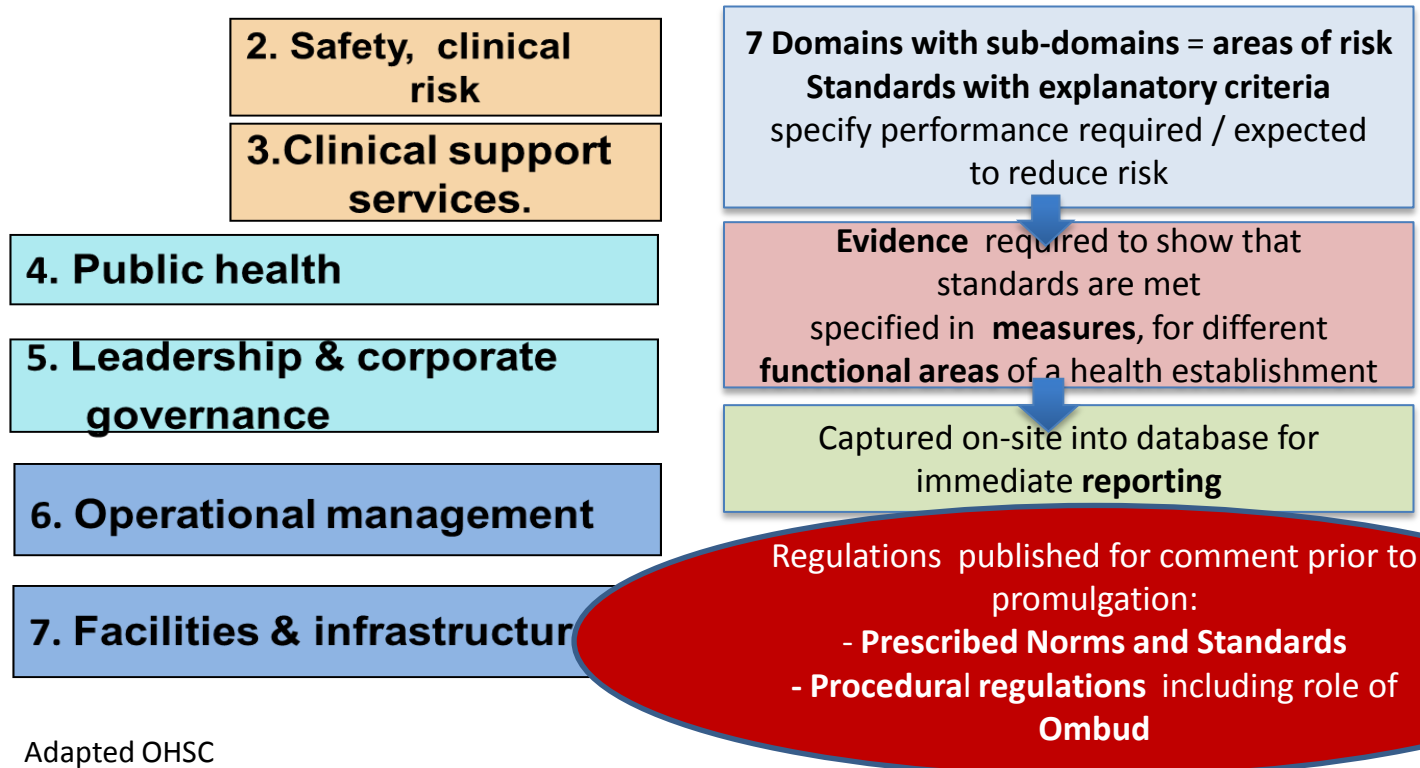 2. Safety, clinical
risk
3.Clinical support
services.
4. Public health
5. Leadership & corporate
governance
6. Operational management
7. Facilities & infrastructur
Adapted OHSC
7 Domains with sub-domains = areas of risk
Standards with explanatory criteria
specify performance required / expected
to reduce risk
Evidence required to show that
standards are met
specified in measures, for different
functional areas of a health establishment
Captured on-site into database for
immediate reporting
Regulations published for comment prior to
promulgation:
- Prescribed Norms and Standards
- Procedural regulations including role of
Ombud